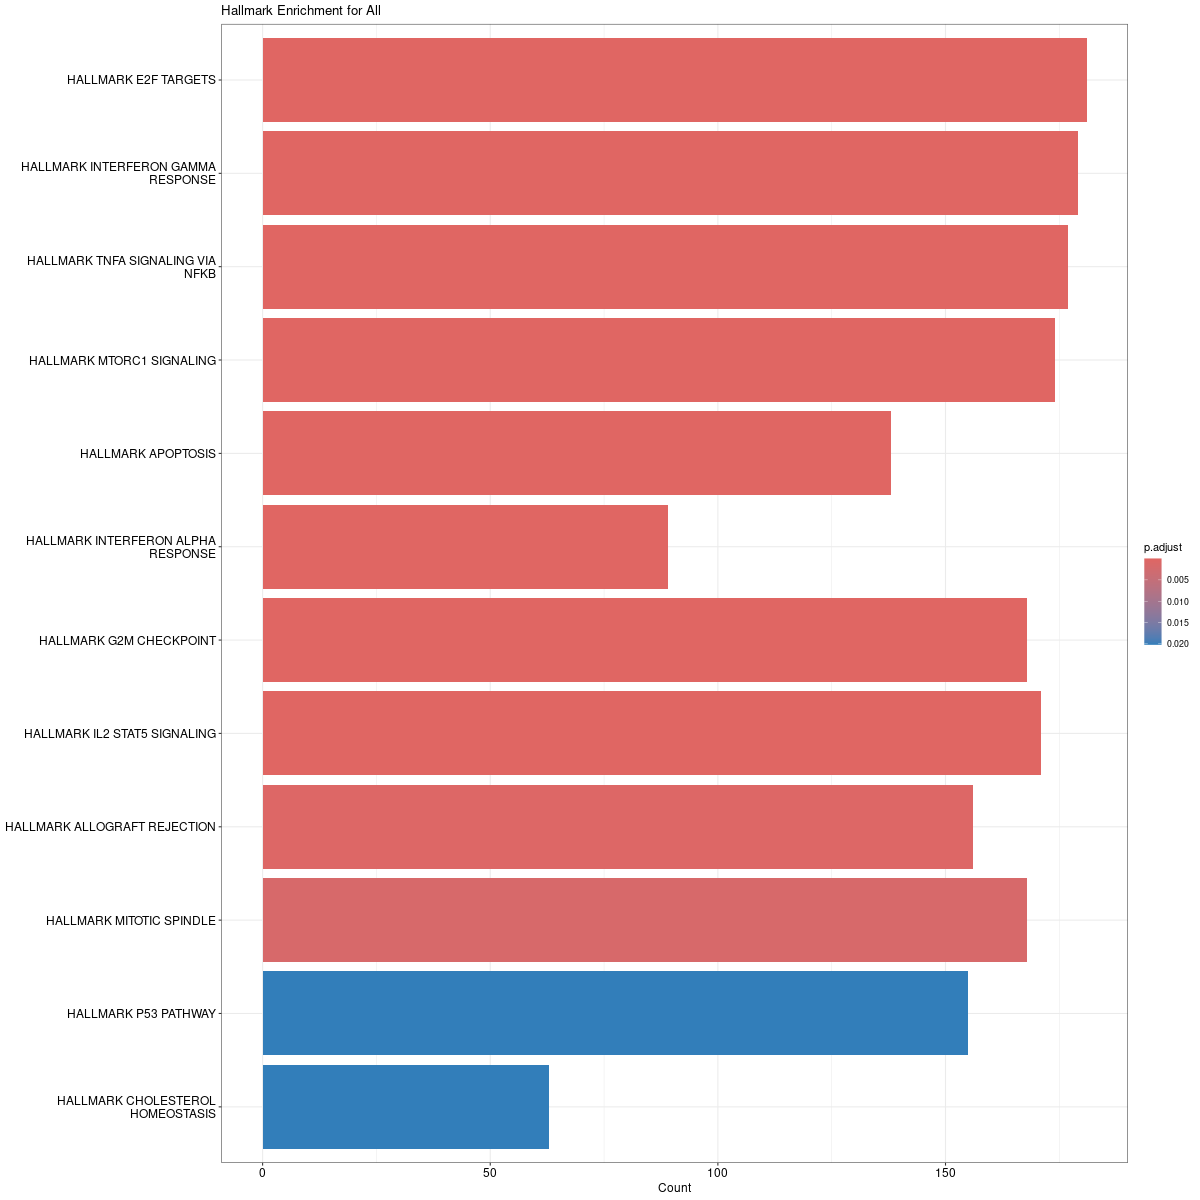 Hallmark Enrichment for All
HALLMARK E2F TARGETS
HALLMARK INTERFERON GAMMA
RESPONSE
HALLMARK TNFA SIGNALING VIA
NFKB
HALLMARK MTORC1 SIGNALING
HALLMARK APOPTOSIS
HALLMARK INTERFERON ALPHA
RESPONSE
HALLMARK G2M CHECKPOINT
HALLMARK IL2 STAT5 SIGNALING
HALLMARK ALLOGRAFT REJECTION
HALLMARK MITOTIC SPINDLE
HALLMARK P53 PATHWAY
HALLMARK CHOLESTEROL
HOMEOSTASIS
0 50 100 150
Count
p.adjust
0.005
0.010
0.015
0.020